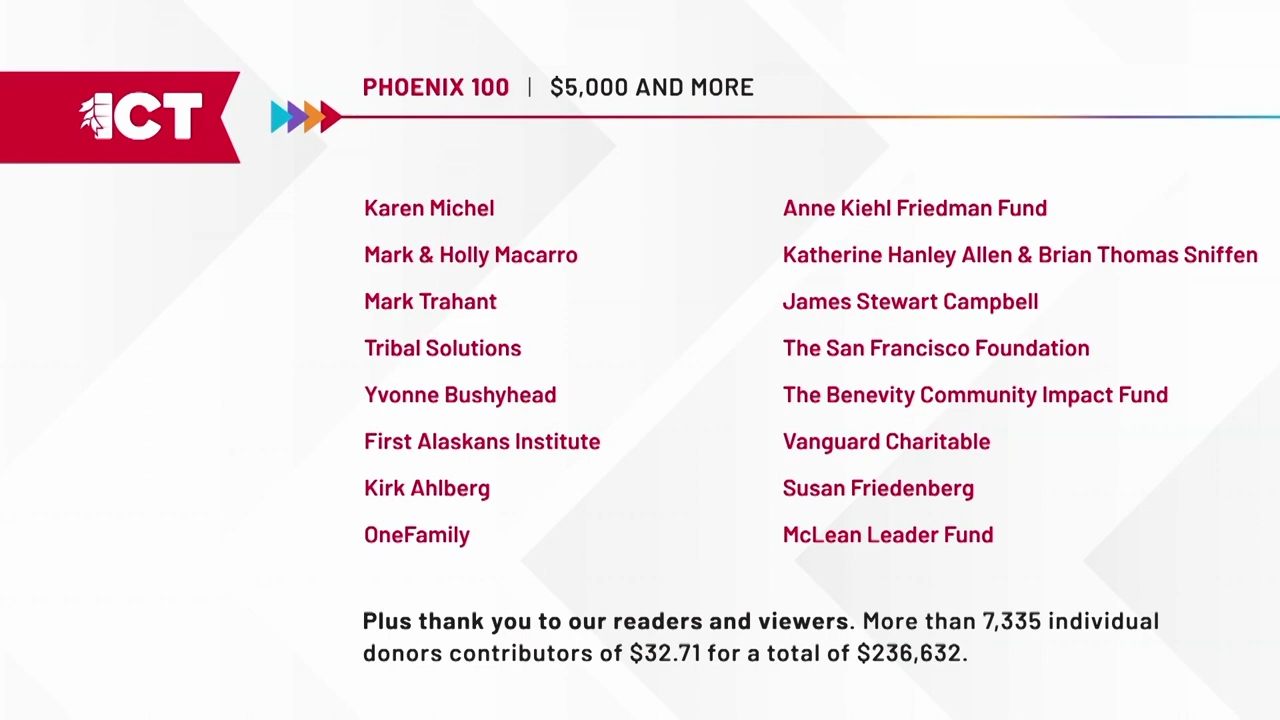 ICT
PHOENIX 100 | $5,000 AND MORE
Karen Michel
Mark & Holly Macarro
Mark Trahant
Tribal Solutions
Yvonne Bushyhead
First Alaskans Institute
Kirk Ahlberg
OneFamily
Anne Kiehl Friedman Fund
Katherine Hanley Allen & Brian Thomas Sniffen
James Stewart Campbell
The San Francisco Foundation
The Benevity Community Impact Fund
Vanguard Charitable
Susan Friedenberg
McLean Leader Fund
Plus thank you to our readers and viewers. More than 7,335 individual
donors contributors of $32.71 for a total of $236,632.